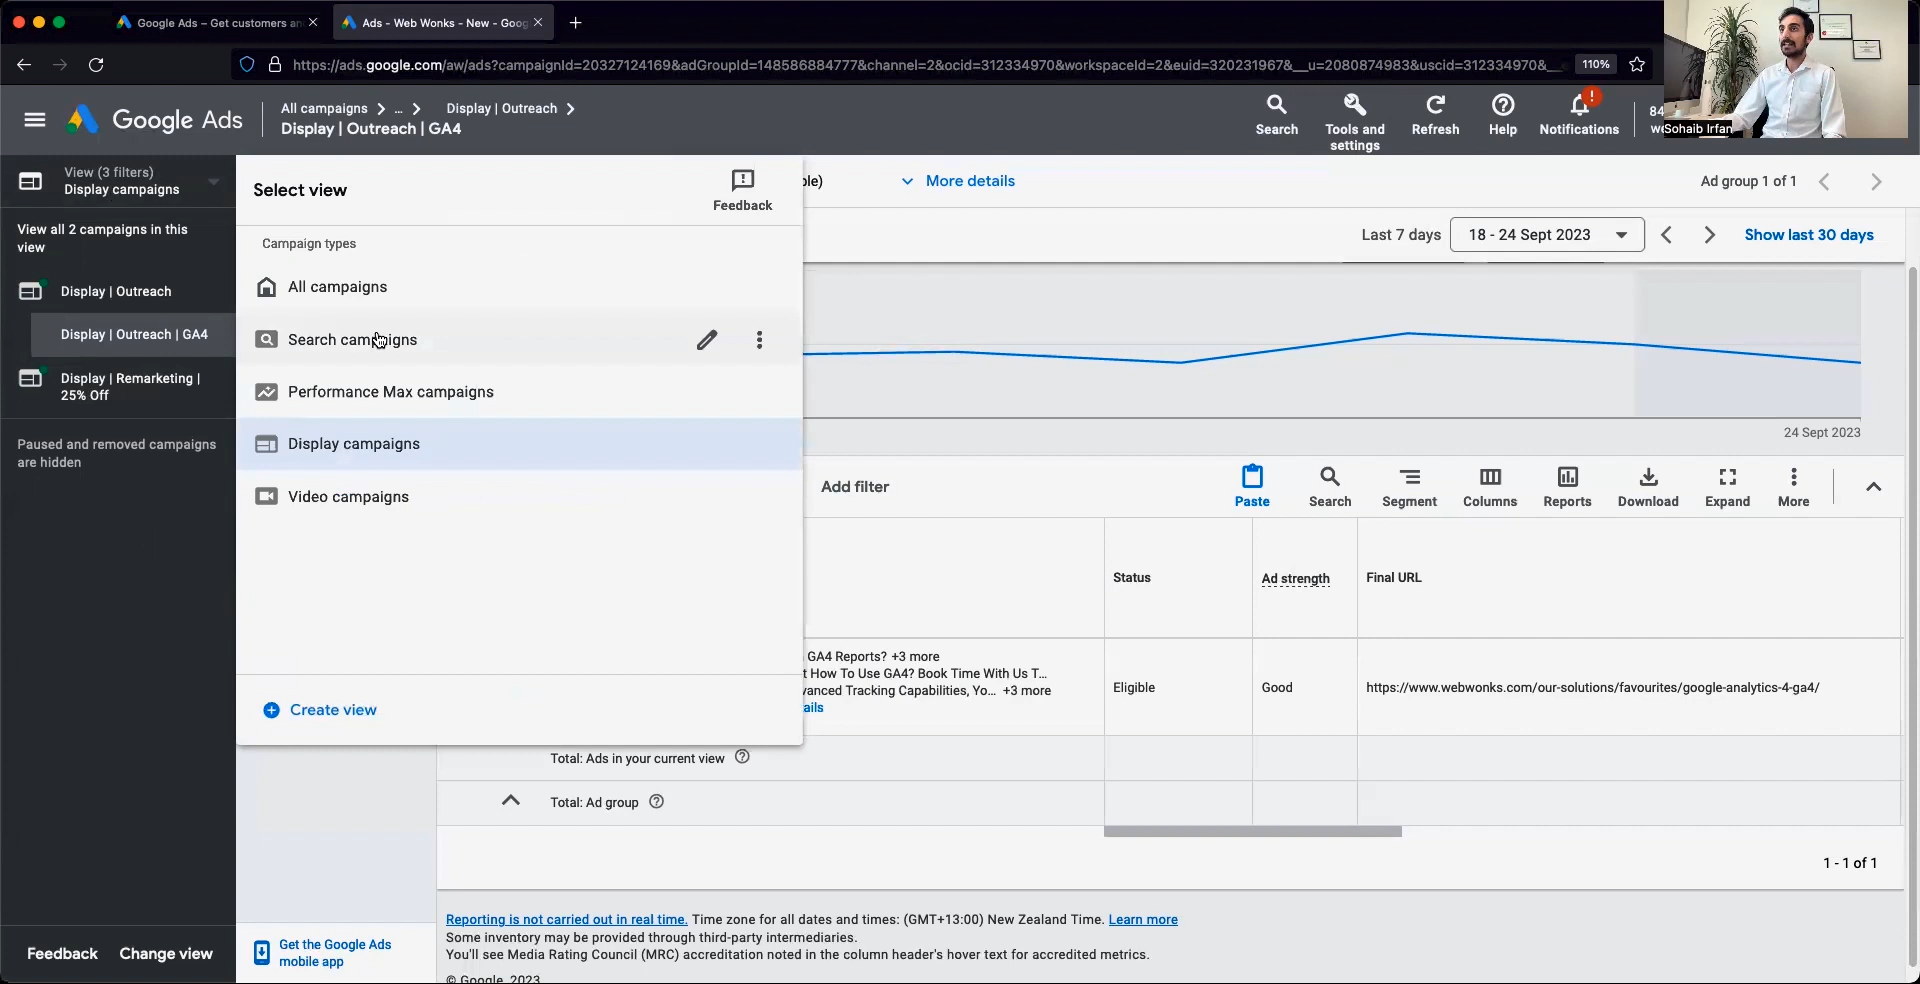 Google Ads – Get customers an
Ads - Web Wonks - New - Goog
https://ads.google.com/aw/ads?campaignId=20327124169&adGroupId=148586884777&channel=2&ocid=312334970&workspaceId=2&euid=320231967&__u=2080874983&uscid=312334970&__
110%
Google Ads
All campaigns > ... > Display | Outreach >
Display | Outreach | GA4
Search
Tools and settings
Refresh
Help
Notifications
84
we
Sohaib Irfan
View (3 filters)
Display campaigns
View all 2 campaigns in this view
Display | Outreach
Display | Outreach | GA4
Display | Remarketing | 25% Off
Paused and removed campaigns are hidden
Feedback
Change view
Select view
Feedback
Campaign types
All campaigns
Search campaigns
Performance Max campaigns
Display campaigns
Video campaigns
Create view
ble)
More details
Ad group 1 of 1
Last 7 days
18 - 24 Sept 2023
Show last 30 days
24 Sept 2023
Add filter
Paste
Search
Segment
Columns
Reports
Download
Expand
More
Status
Ad strength
Final URL
GA4 Reports? +3 more
t How To Use GA4? Book Time With Us T...
vanced Tracking Capabilities, Yo... +3 more
ails
Eligible
Good
https://www.webwonks.com/our-solutions/favourites/google-analytics-4-ga4/
Total: Ads in your current view
Total: Ad group
1 - 1 of 1
Get the Google Ads mobile app
Reporting is not carried out in real time. Time zone for all dates and times: (GMT+13:00) New Zealand Time. Learn more
Some inventory may be provided through third-party intermediaries.
You'll see Media Rating Council (MRC) accreditation noted in the column header's hover text for accredited metrics.
© Google, 2023